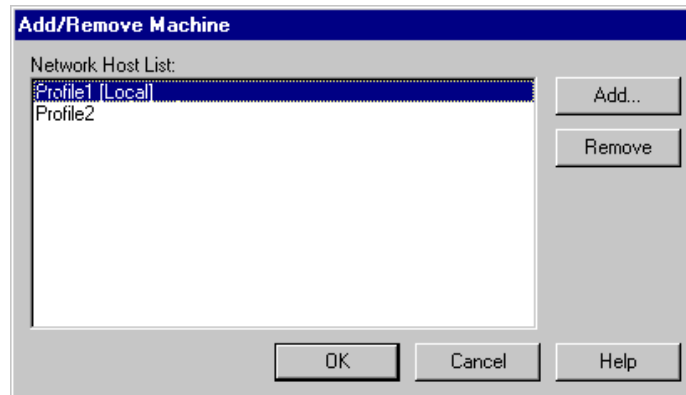 Add/Remove Machine
Network Host List:
Profile1 [Local]
Add...
Profile2
Remove
OK Cancel Help